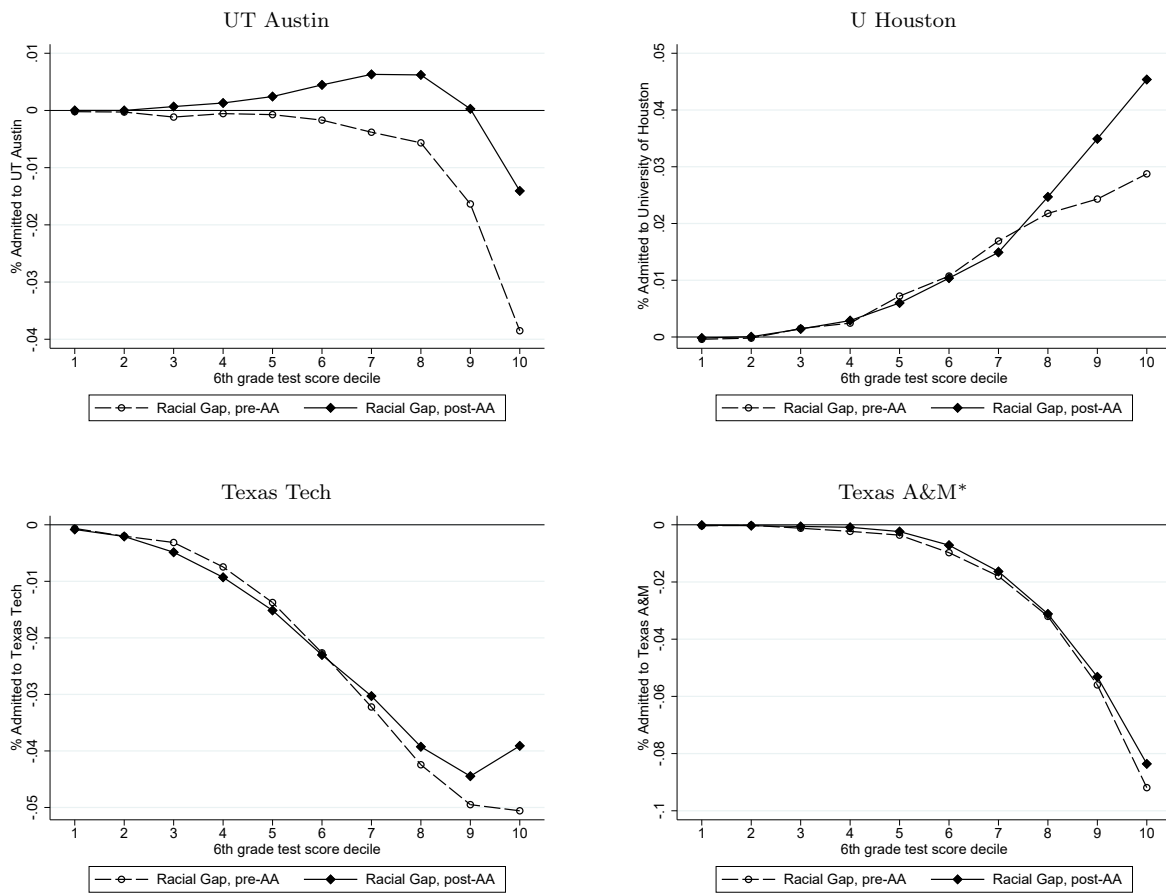 UT Austin
% Admitted to UT Austin
.01
0
-.01
-.02
-.03
-.04
1 2 3 4 5 6 7 8 9 10
6th grade test score decile
Racial Gap, pre-AA Racial Gap, post-AA
U Houston
% Admitted to University of Houston
.05
.04
.03
.02
.01
0
1 2 3 4 5 6 7 8 9 10
6th grade test score decile
Racial Gap, pre-AA Racial Gap, post-AA
Texas Tech
% Admitted to Texas Tech
0
-.01
-.02
-.03
-.04
-.05
1 2 3 4 5 6 7 8 9 10
6th grade test score decile
Racial Gap, pre-AA Racial Gap, post-AA
Texas A&M*
% Admitted to Texas A&M
0
-.02
-.04
-.06
-.08
-.1
1 2 3 4 5 6 7 8 9 10
6th grade test score decile
Racial Gap, pre-AA Racial Gap, post-AA